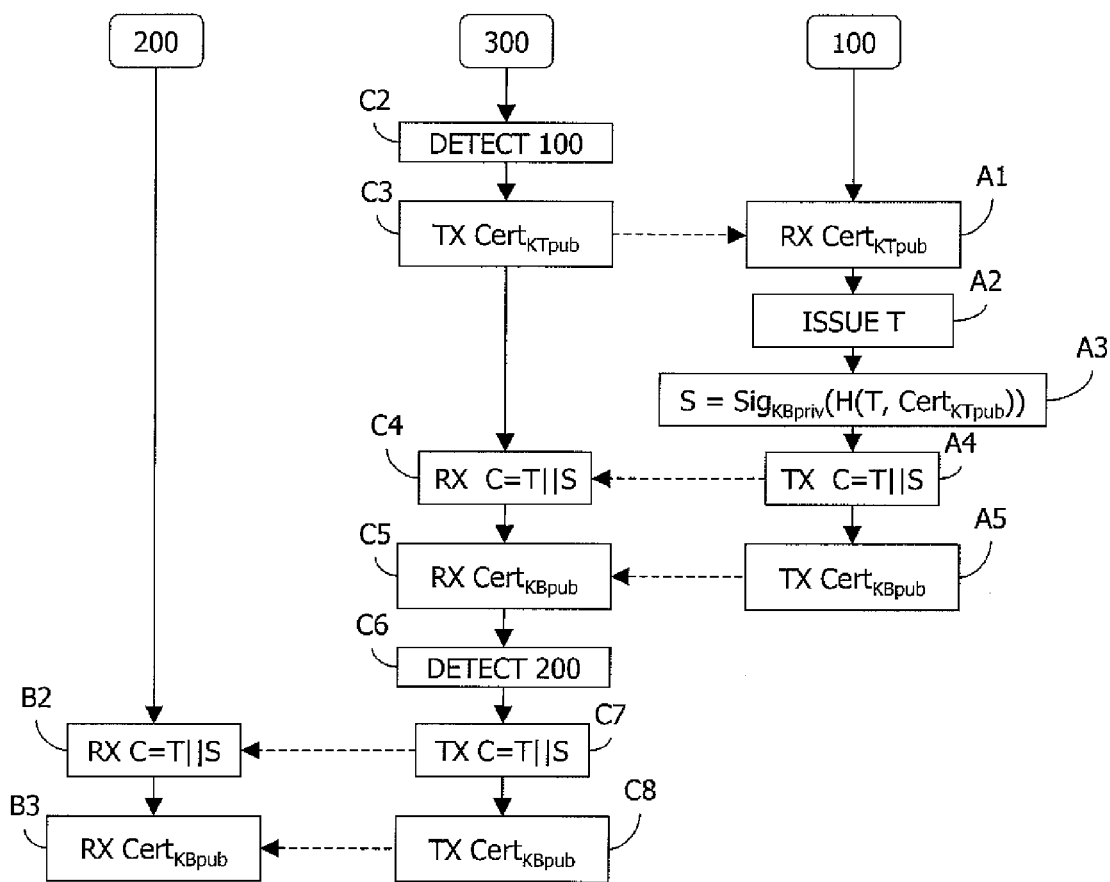 200
300
100
C2
DETECT 100
C3
TX Cert_KTpub
A1
RX Cert_KTpub
A2
ISSUE T
A3
S = Sig_KBpriv(H(T, Cert_KTpub))
C4
RX C=T||S
A4
TX C=T||S
C5
RX Cert_KBpub
A5
TX Cert_KBpub
C6
DETECT 200
B2
RX C=T||S
C7
TX C=T||S
B3
RX Cert_KBpub
C8
TX Cert_KBpub